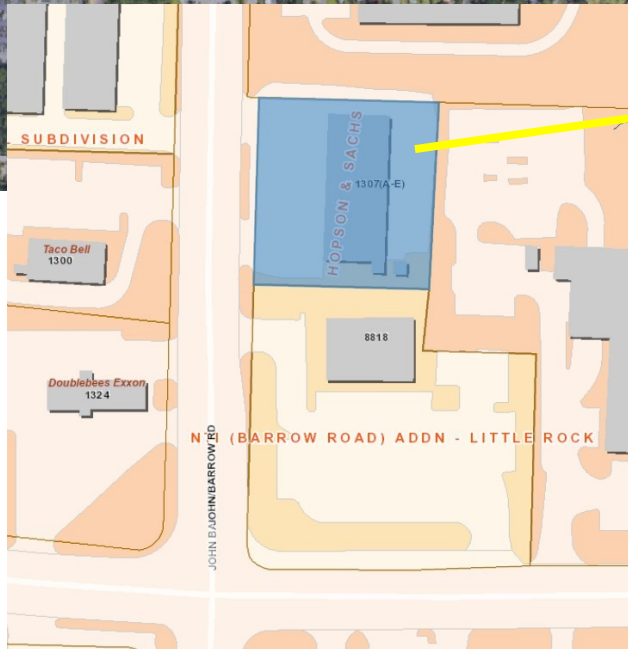 SUBDIVISION
HOPSON & SACHS
1307(A-E)
Taco Bell
1300
8818
Doublebees Exxon
1324
N T I (BARROW ROAD) ADDN - LITTLE ROCK
JOHN BARROW RD